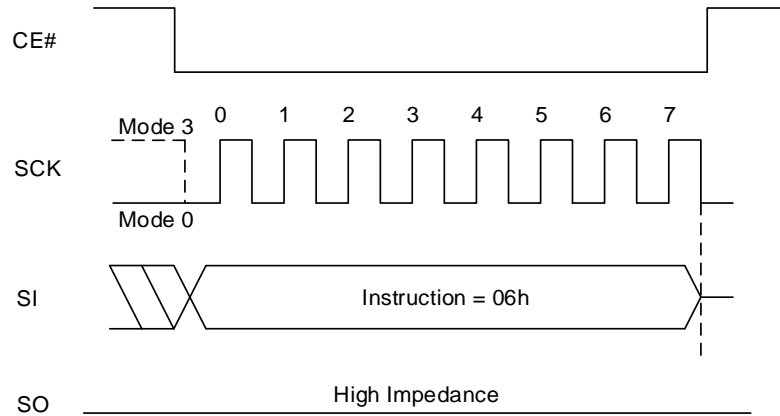 CE#
0 1 2 3 4 5 6 7
Mode 3
SCK
Mode 0
SI
Instruction = 06h
SO
High Impedance